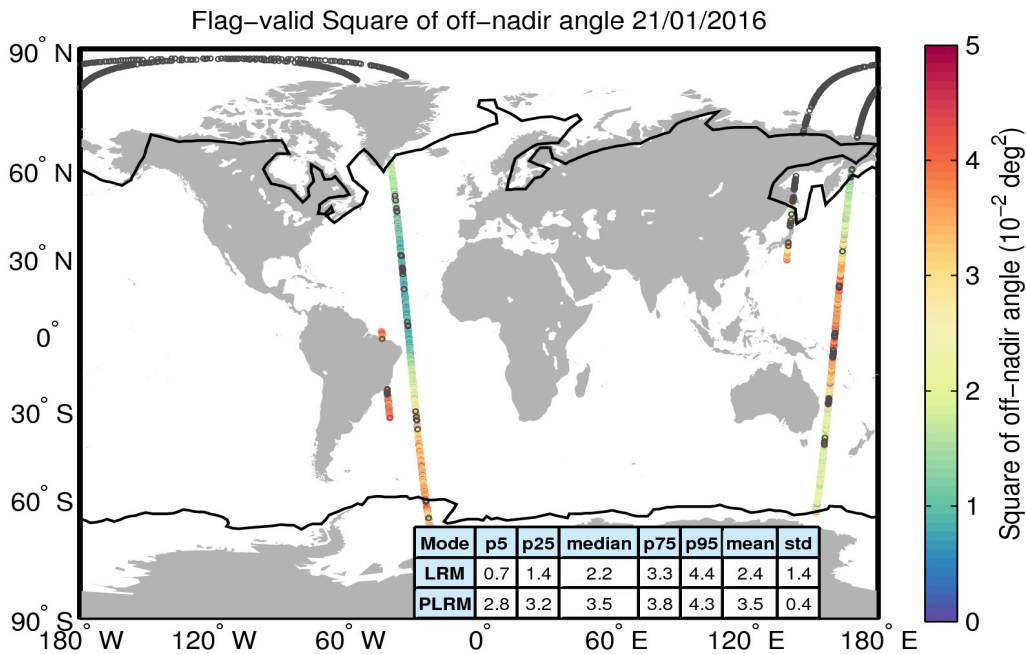 Flag−valid Square of off−nadir angle 21/01/2016
90° N
60° N
30° N
0°
30° S
60° S
90° S
180° W
120° W
60° W
0°
60° E
120° E
180° E
5
4
3
2
1
0
Square of off−nadir angle (10⁻² deg²)
Mode p5 p25 median p75 p95 mean std
LRM 0.7 1.4 2.2 3.3 4.4 2.4 1.4
PLRM 2.8 3.2 3.5 3.8 4.3 3.5 0.4